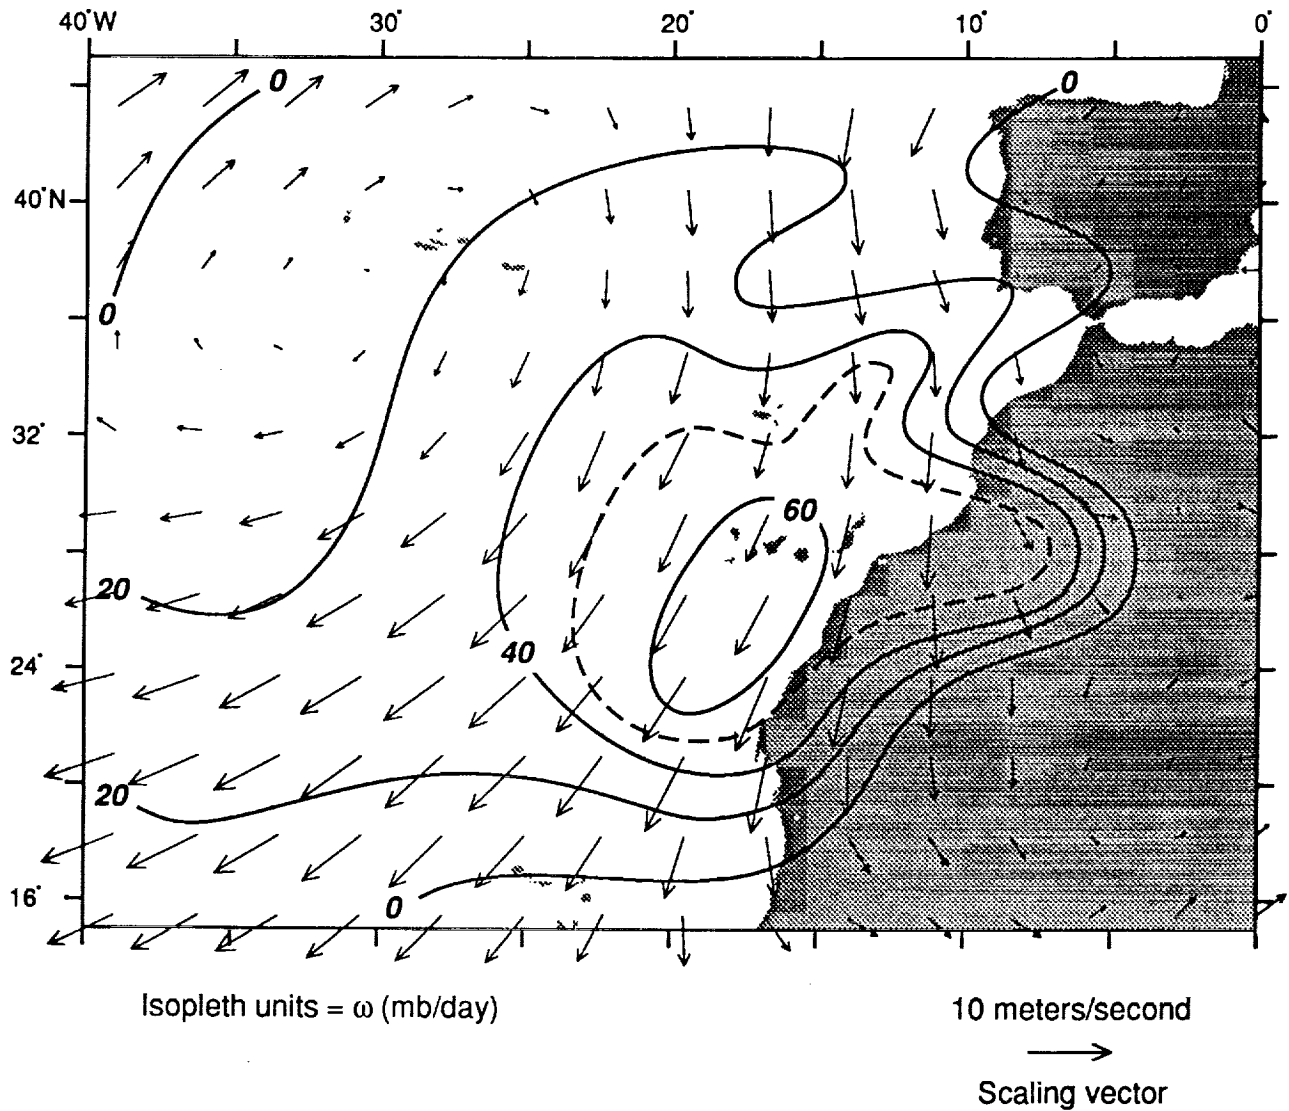 40°W 30° 20° 10° 0°
0 0
40°N
0
32°
60
20
40
24°
20
16°
0
Isopleth units = ω (mb/day)
10 meters/second
Scaling vector